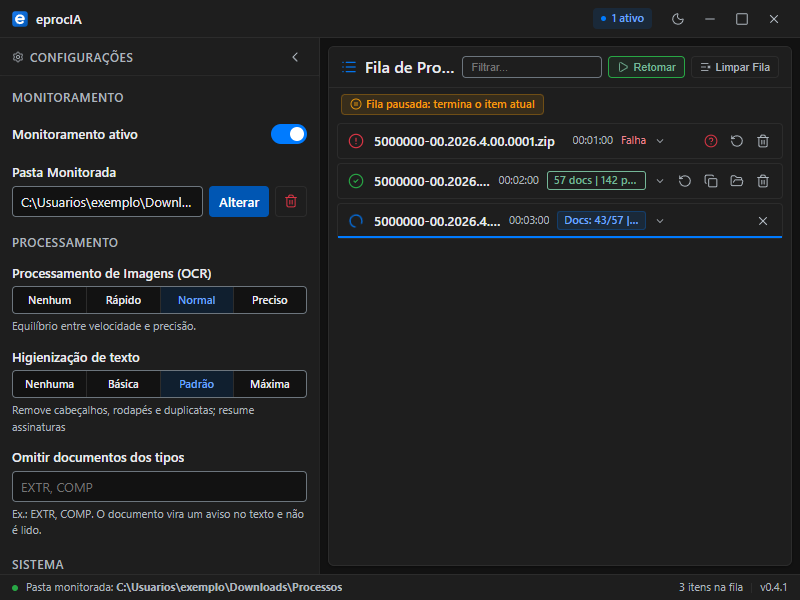 eprocIA
1 ativo
CONFIGURAÇÕES
MONITORAMENTO
Monitoramento ativo
Pasta Monitorada
C:\Usuarios\exemplo\Downl...
Alterar
PROCESSAMENTO
Processamento de Imagens (OCR)
Nenhum Rápido Normal Preciso
Equilíbrio entre velocidade e precisão.
Higienização de texto
Nenhuma Básica Padrão Máxima
Remove cabeçalhos, rodapés e duplicatas; resume
assinaturas
Omitir documentos dos tipos
EXTR, COMP
Ex.: EXTR, COMP. O documento vira um aviso no texto e não
é lido.
SISTEMA
Fila de Pro...
Filtrar...
Retomar
Limpar Fila
Fila pausada: termina o item atual
5000000-00.2026.4.00.0001.zip 00:01:00 Falha
5000000-00.2026.... 00:02:00 57 docs | 142 p...
5000000-00.2026.4.... 00:03:00 Docs: 43/57 |...
Pasta monitorada: C:\Usuarios\exemplo\Downloads\Processos
3 itens na fila
v0.4.1